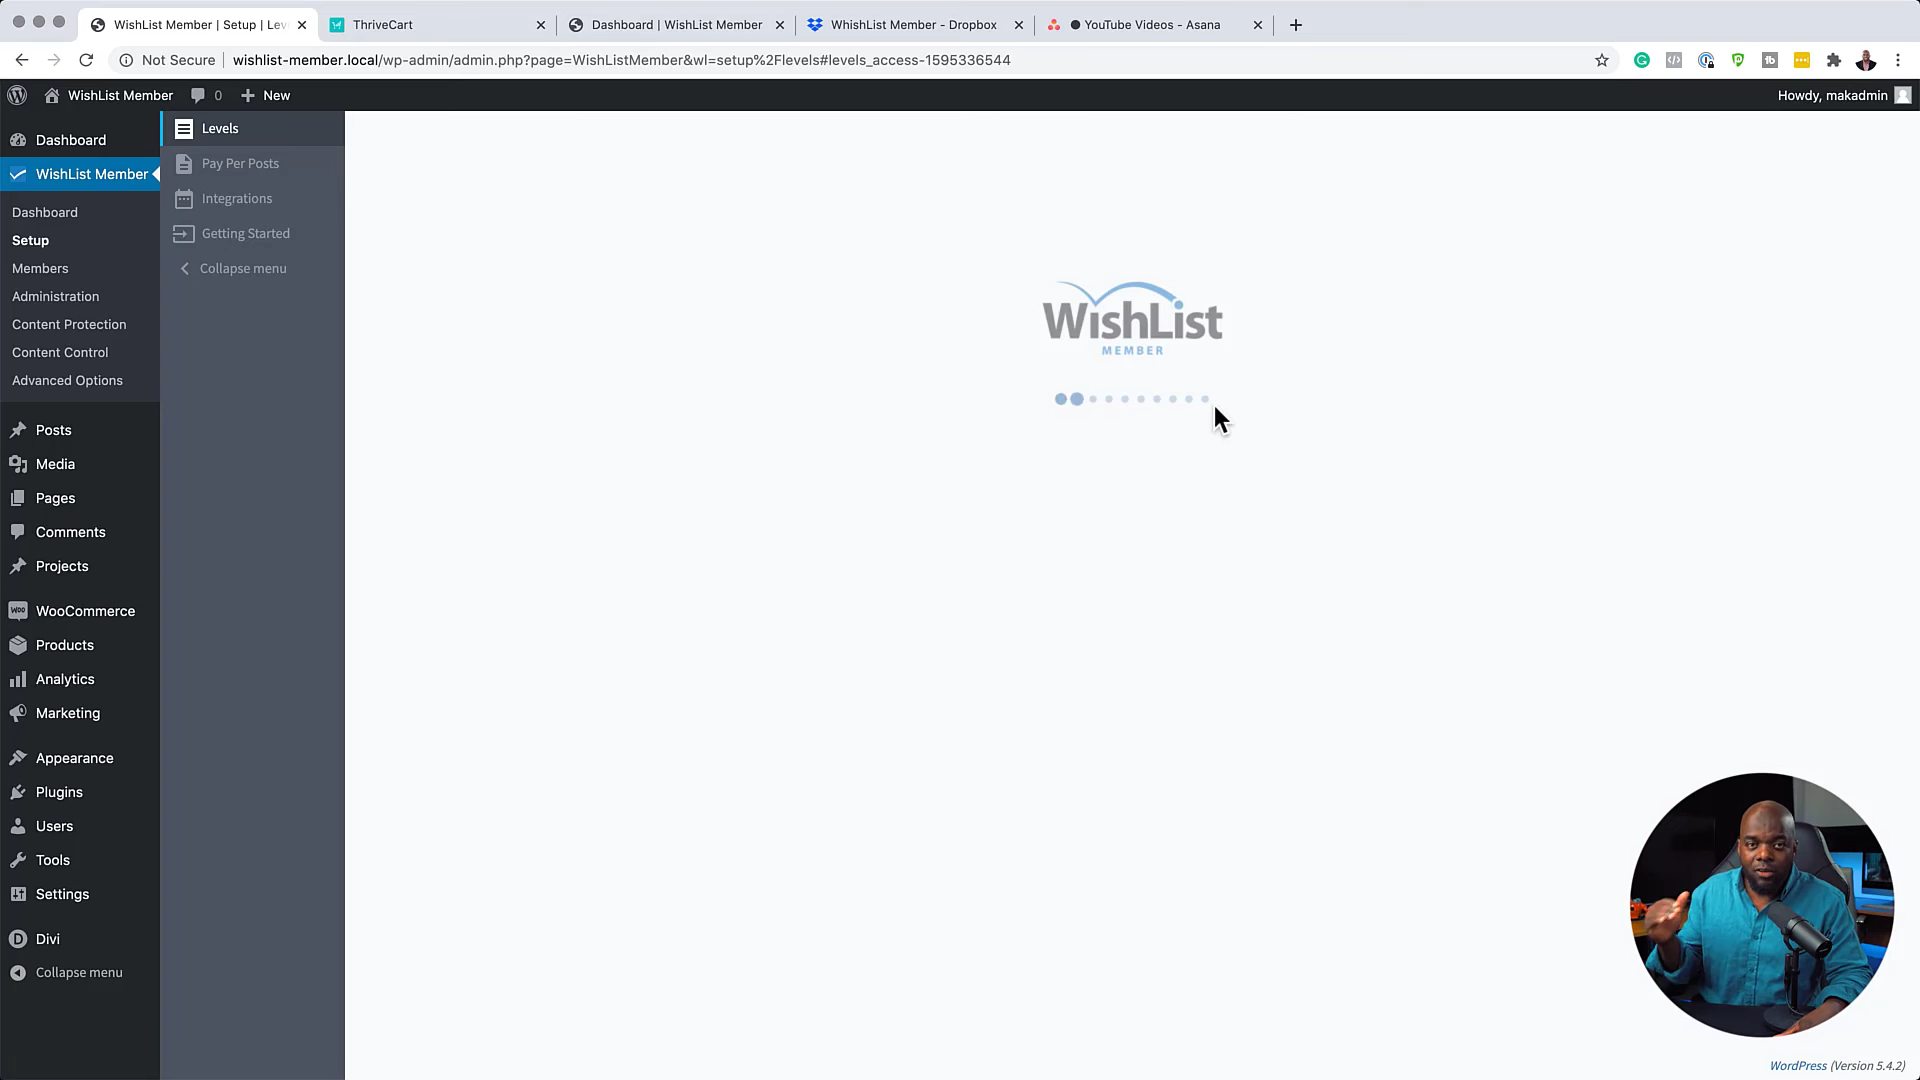 WishList Member | Setup | Leve
ThriveCart
Dashboard | WishList Member
WhishList Member - Dropbox
YouTube Videos - Asana
Not Secure
wishlist-member.local/wp-admin/admin.php?page=WishListMember&wl=setup%2Flevels#levels_access-1595336544
WishList Member
0
New
Howdy, makadmin
Dashboard
WishList Member
Dashboard
Setup
Members
Administration
Content Protection
Content Control
Advanced Options
Posts
Media
Pages
Comments
Projects
WooCommerce
Products
Analytics
Marketing
Appearance
Plugins
Users
Tools
Settings
Divi
Collapse menu
Levels
Pay Per Posts
Integrations
Getting Started
Collapse menu
WishList
MEMBER
WordPress (Version 5.4.2)